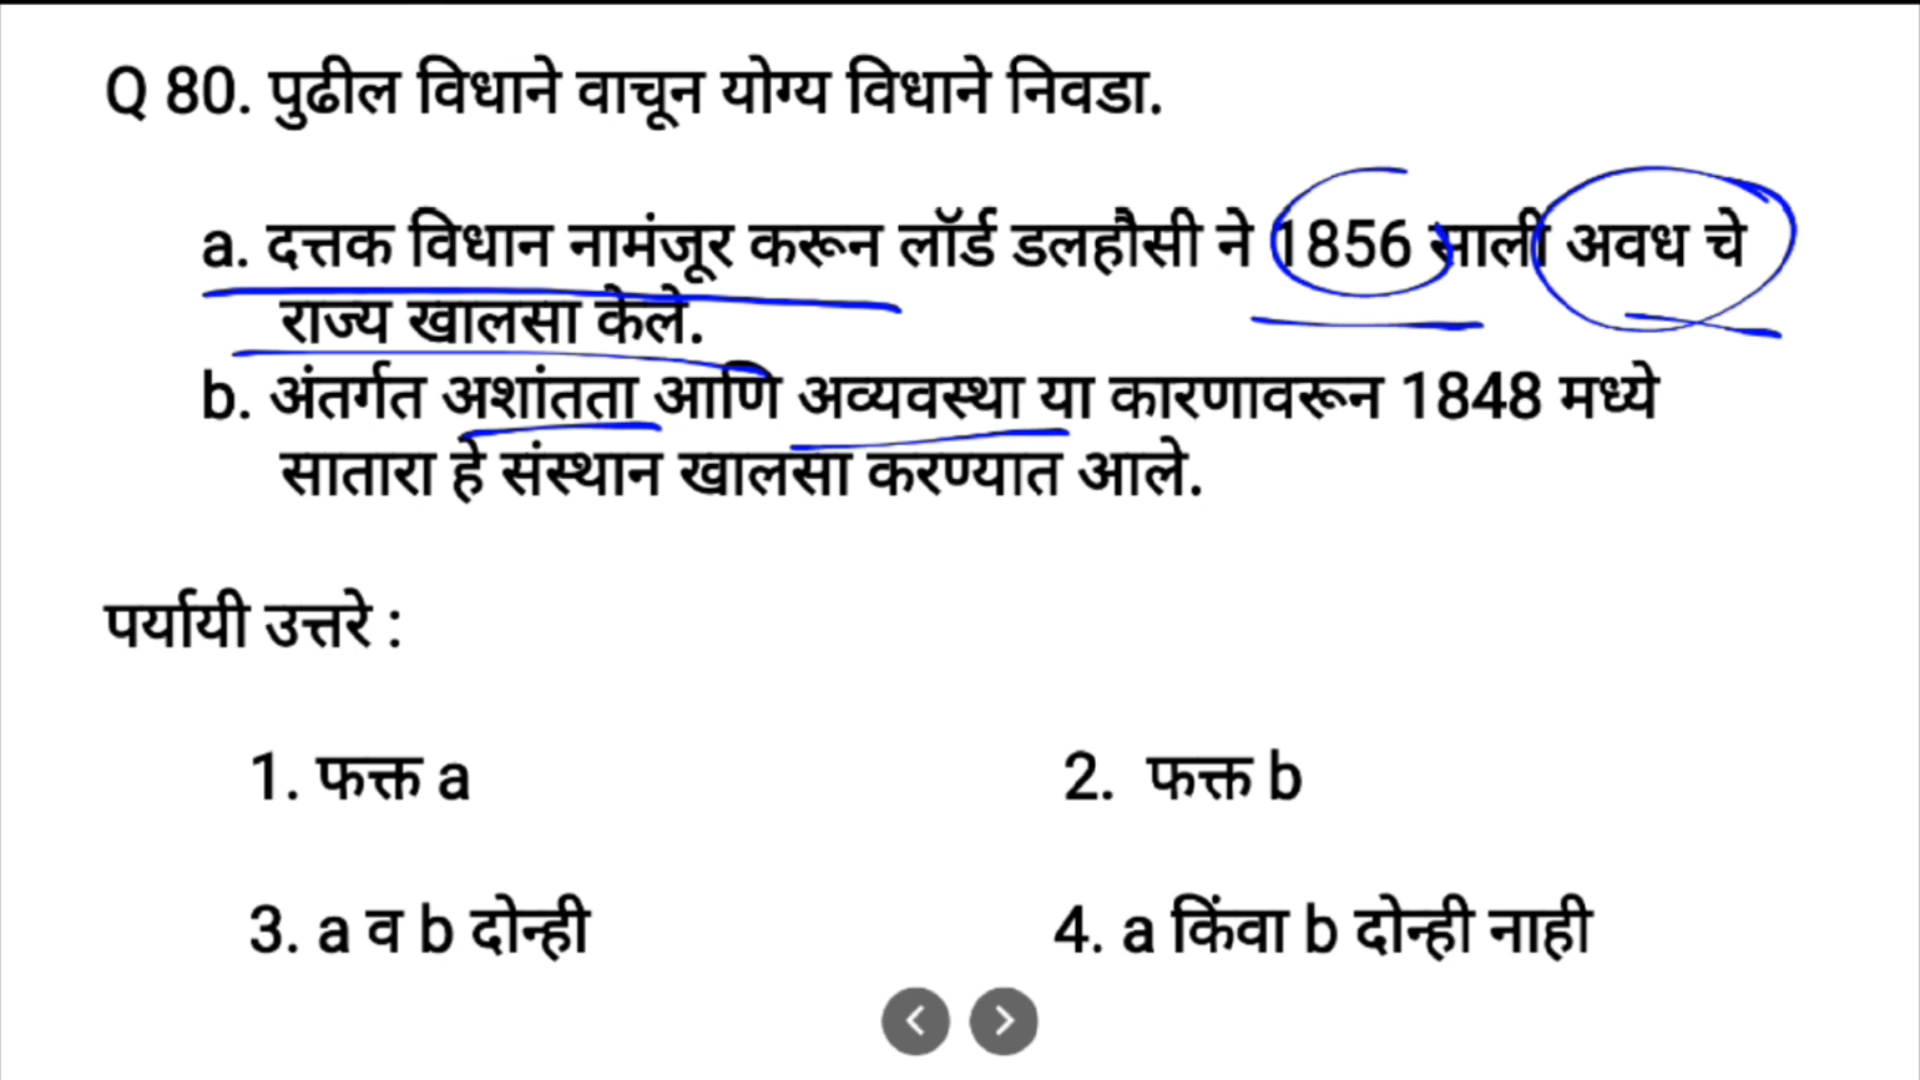 Q 80. पुढील विधाने वाचून योग्य विधाने निवडा.
a. दत्तक विधान नामंजूर करून लॉर्ड डलहौसी ने 1856 साली अवध चे
राज्य खालसा केले.
b. अंतर्गत अशांतता आणि अव्यवस्था या कारणावरून 1848 मध्ये
सातारा हे संस्थान खालसा करण्यात आले.
पर्यायी उत्तरे :
1. फक्त a
2. फक्त b
3. a व b दोन्ही
4. a किंवा b दोन्ही नाही